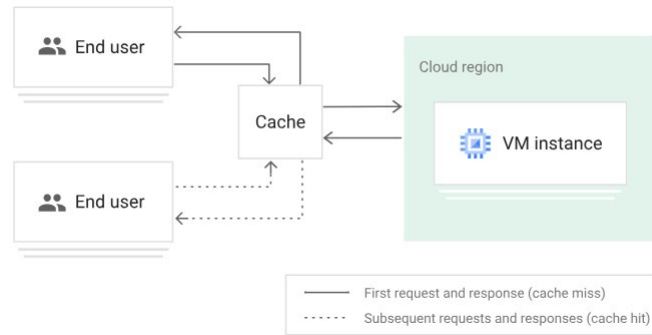 End user
Cloud region
Cache
VM instance
End user
First request and response (cache miss)
Subsequent requests and responses (cache hit)